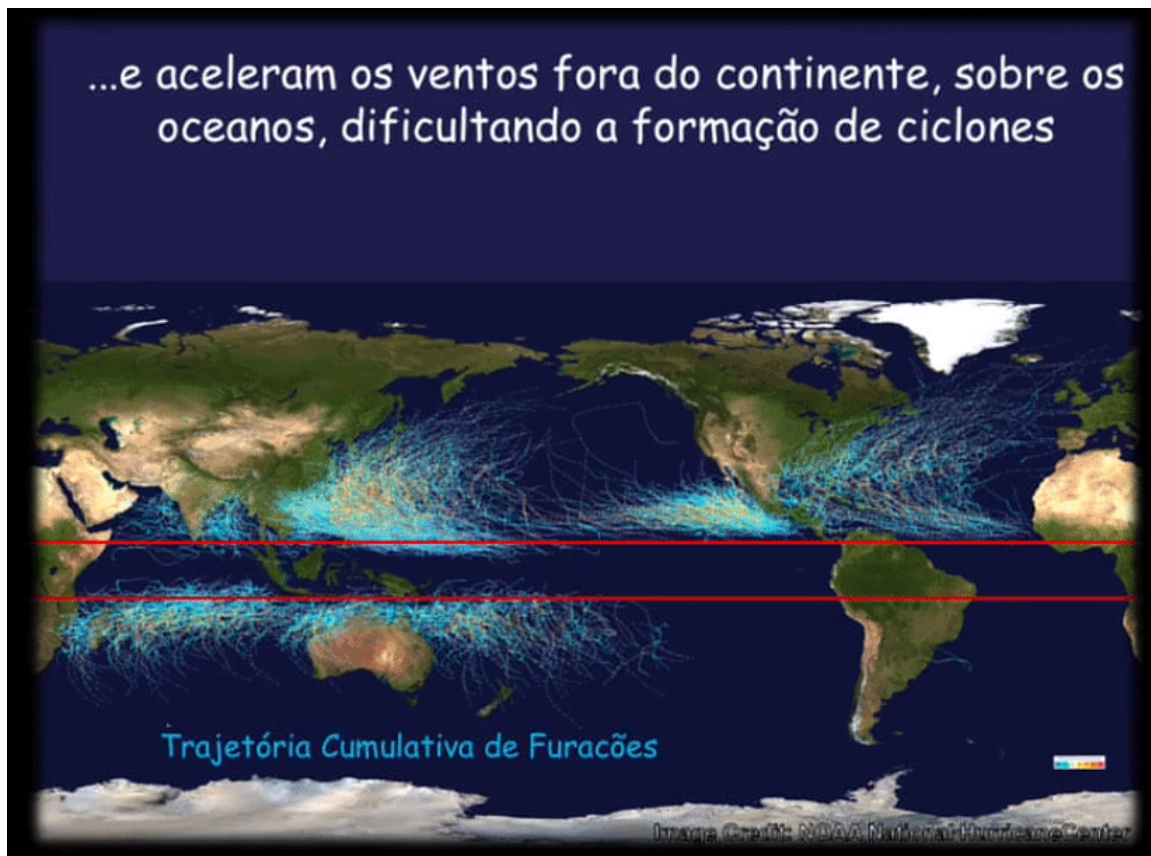 ...e aceleram os ventos fora do continente, sobre os
oceanos, dificultando a formação de ciclones
Trajetória Cumulativa de Furacões
Image Credit: NOAA National Hurricane Center